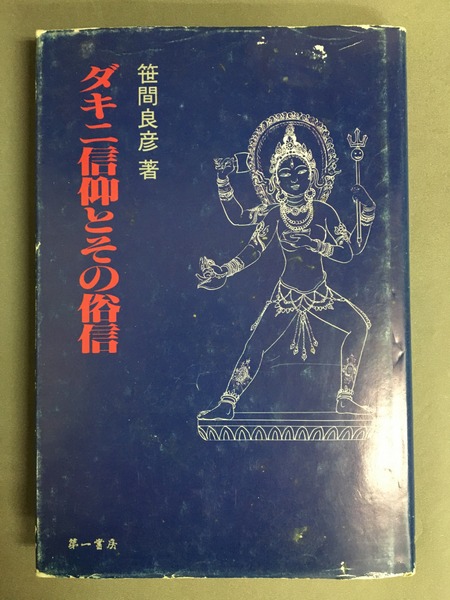 笹間良彦 著
ダキニ信仰とその俗信
第一書房